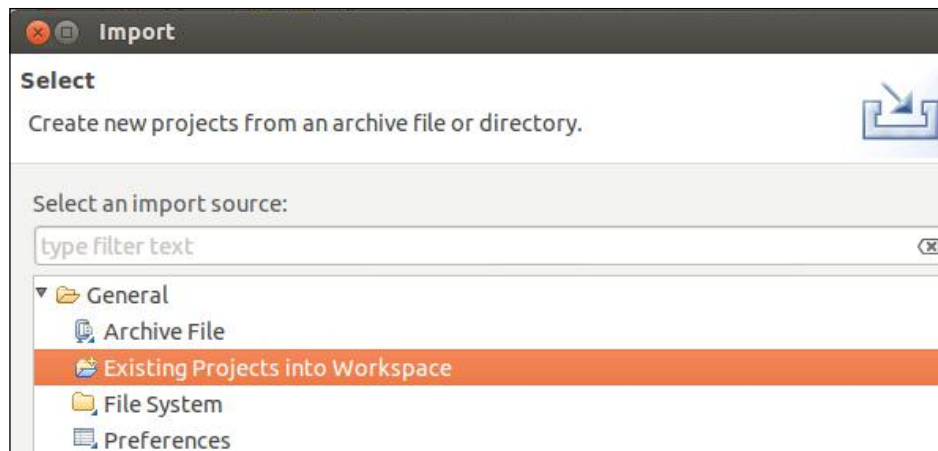 Import
Select
Create new projects from an archive file or directory.
Select an import source:
type filter text
General
Archive File
Existing Projects into Workspace
File System
Preferences